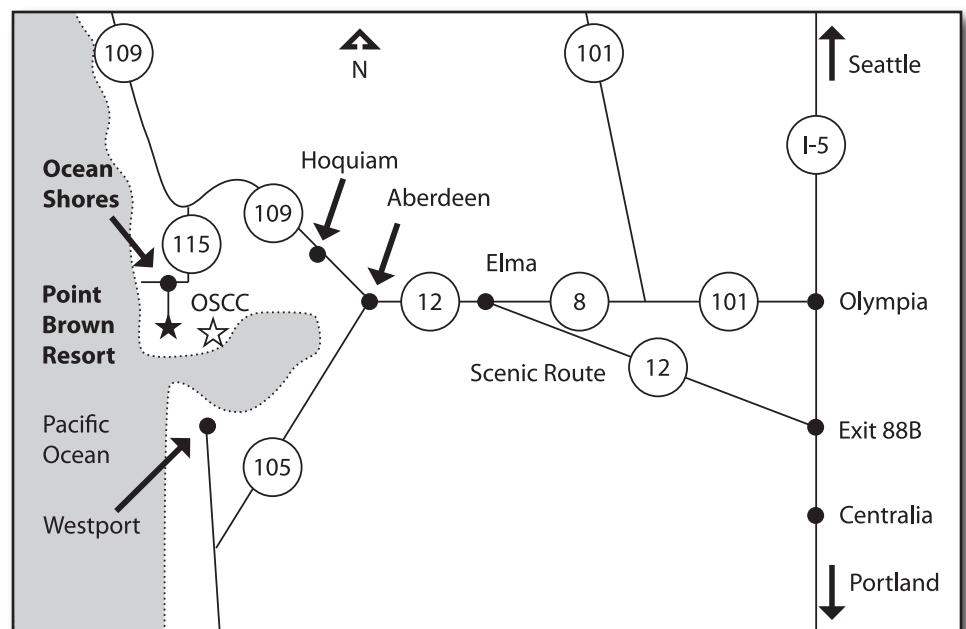 109
101
N
Seattle
I-5
Ocean
Shores
Hoquiam
Aberdeen
109
115
Elma
Point
Brown
Resort
OSCC
12
8
101
Olympia
Scenic Route
12
Pacific
Ocean
Exit 88B
105
Westport
Centralia
Portland